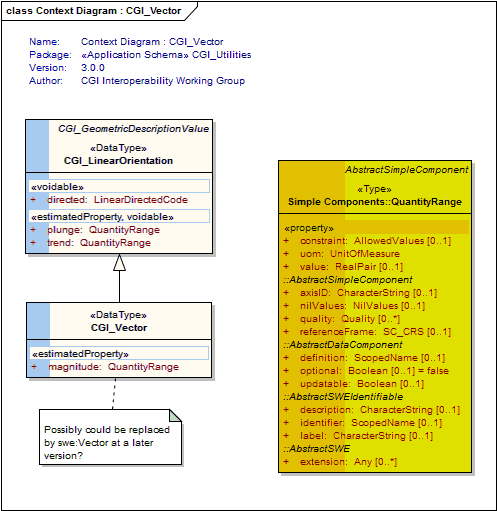 class Context Diagram : CGI_Vector
Name: Context Diagram : CGI_Vector
Package: «Application Schema» CGI_Utilities
Version: 3.0.0
Author: CGI Interoperability Working Group
CGI_GeometricDescriptionValue
«DataType»
CGI_LinearOrientation
«voidable»
+ directed: LinearDirectedCode
«estimatedProperty, voidable»
+ plunge: QuantityRange
+ trend: QuantityRange
«DataType»
CGI_Vector
«estimatedProperty»
+ magnitude: QuantityRange
Possibly could be replaced
by swe:Vector at a later
version?
AbstractSimpleComponent
«Type»
Simple Components::QuantityRange
«property»
+ constraint: AllowedValues [0..1]
+ uom: UnitOfMeasure
+ value: RealPair [0..1]
::AbstractSimpleComponent
+ axisID: CharacterString [0..1]
+ nilValues: NilValues [0..1]
+ quality: Quality [0..*]
+ referenceFrame: SC_CRS [0..1]
::AbstractDataComponent
+ definition: ScopedName [0..1]
+ optional: Boolean [0..1] = false
+ updatable: Boolean [0..1]
::AbstractSWEIdentifiable
+ description: CharacterString [0..1]
+ identifier: ScopedName [0..1]
+ label: CharacterString [0..1]
::AbstractSWE
+ extension: Any [0..*]